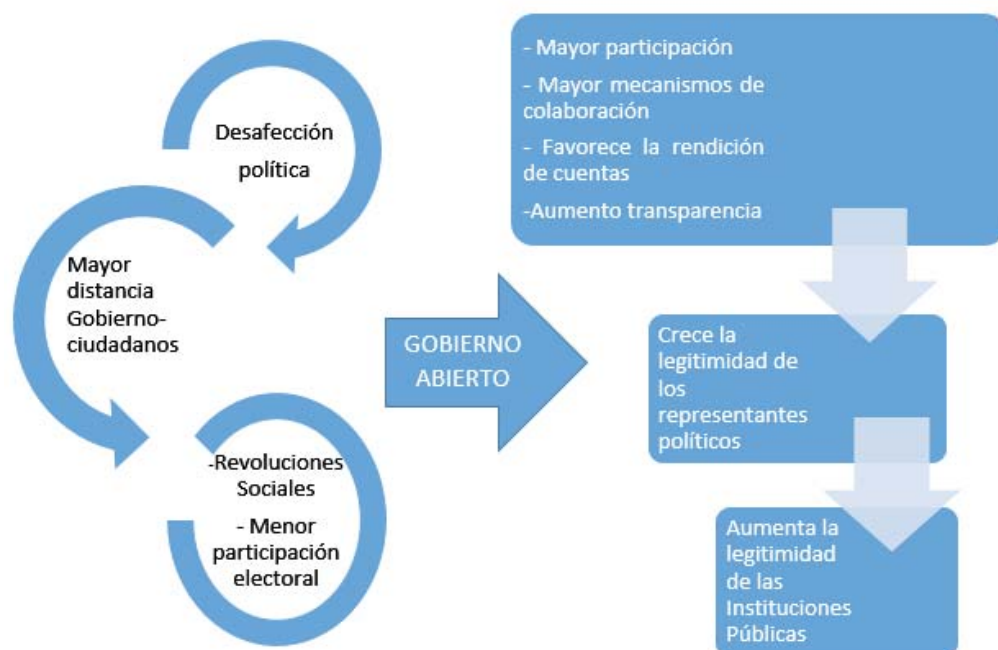 Desafección
política
Mayor
distancia
Gobierno-
ciudadanos
-Revoluciones
Sociales
- Menor
participación
electoral
GOBIERNO
ABIERTO
- Mayor participación
- Mayor mecanismos de
colaboración
- Favorece la rendición
de cuentas
-Aumento transparencia
Crece la
legitimidad de
los
representantes
políticos
Aumenta la
legitimidad
de las
Instituciones
Públicas